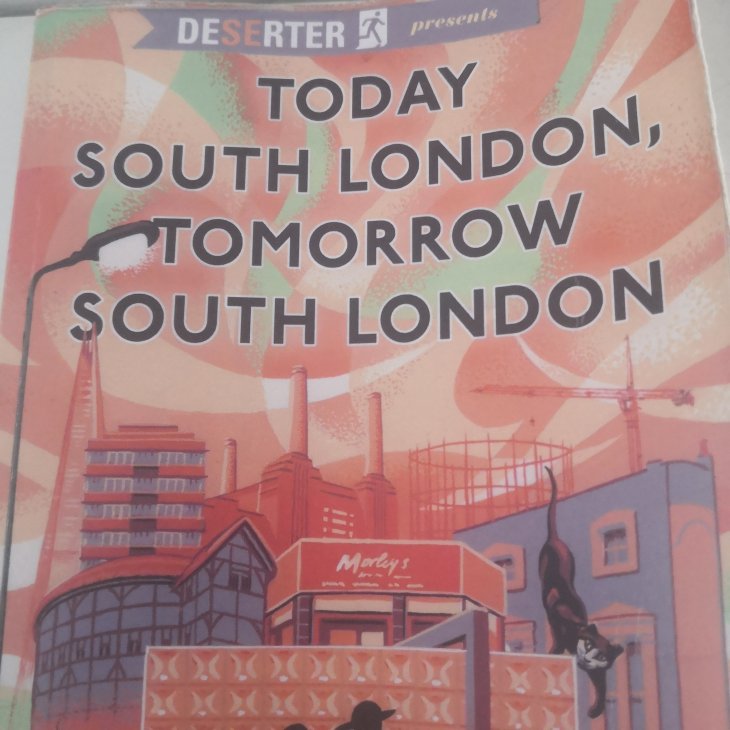 DESERTER presents
TODAY
SOUTH LONDON,
TOMORROW
SOUTH LONDON
Morley's